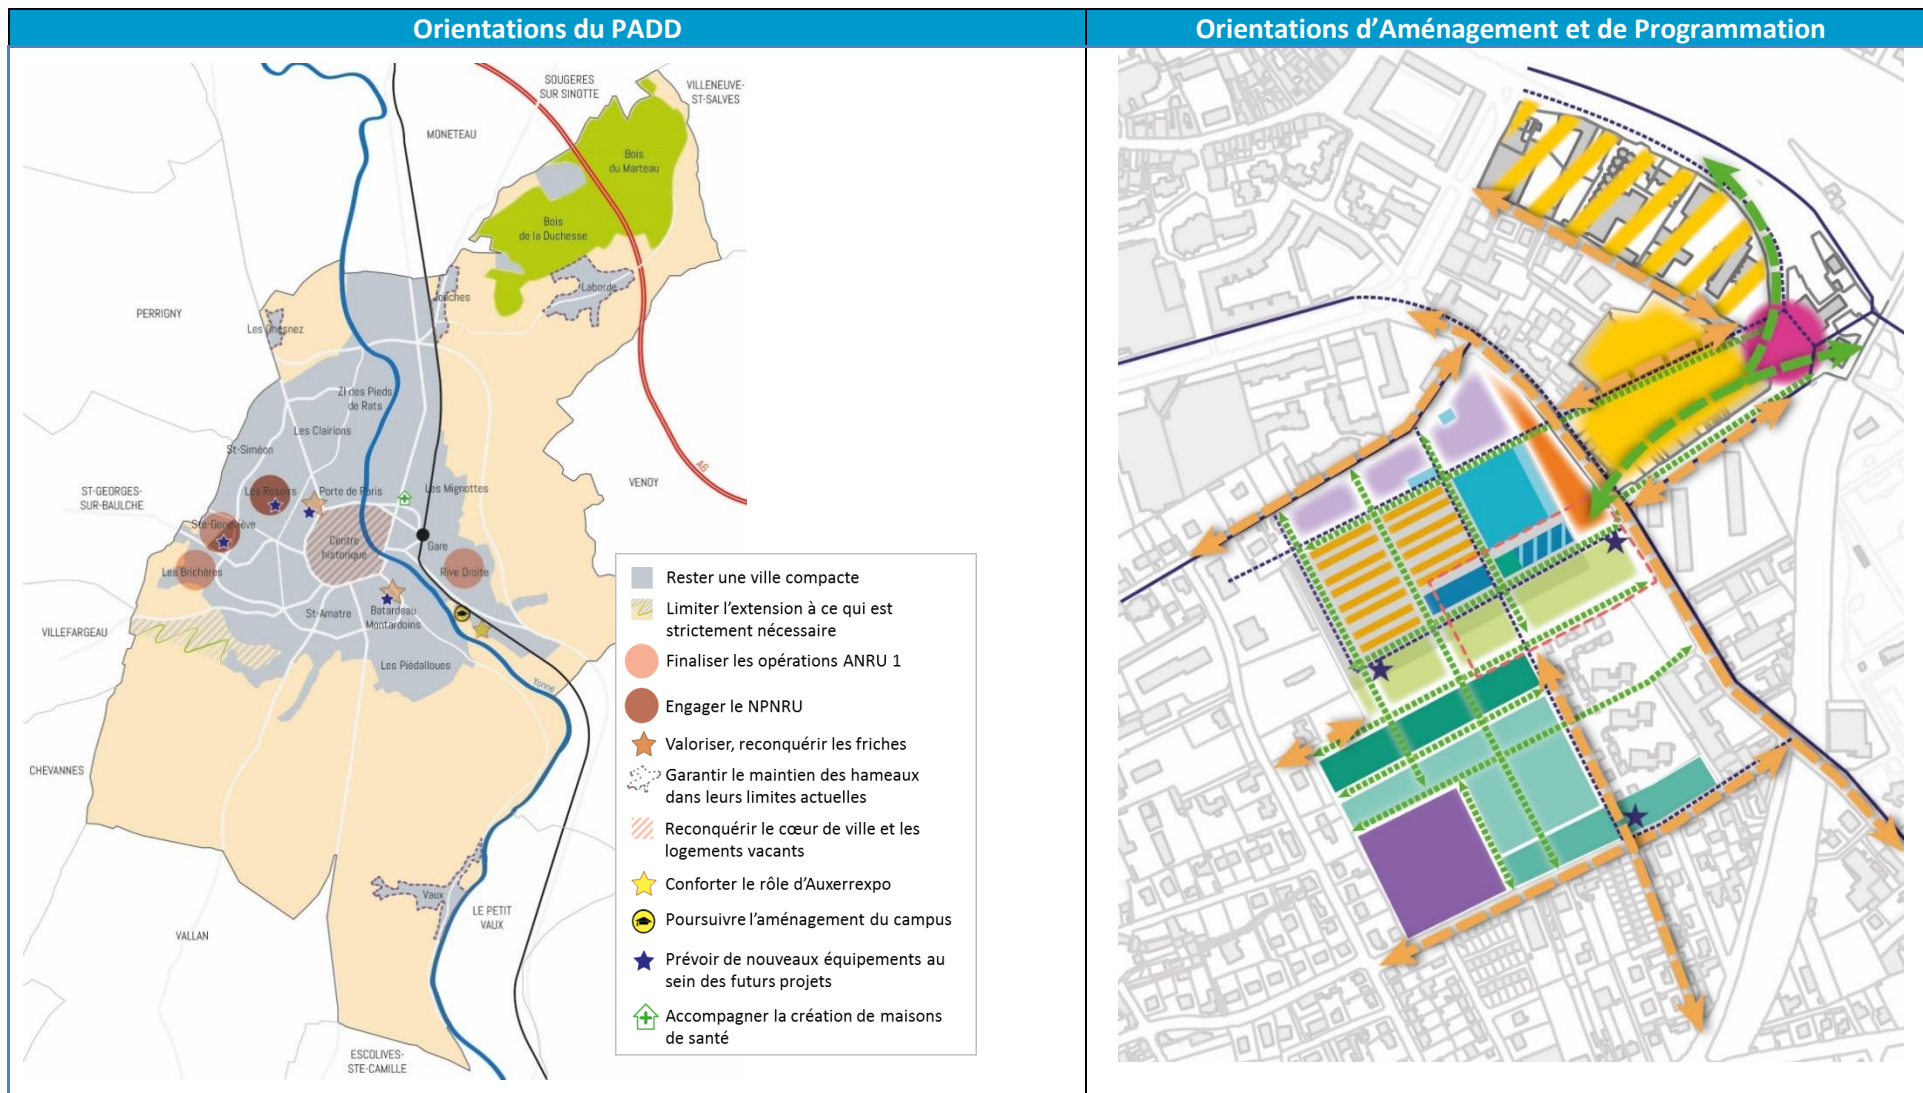 Orientations du PADD
Orientations d'Aménagement et de Programmation
SOUGERES
SUR SINOTTE
VILLENEUVE-
ST-SALVES
MONETEAU
Bois
du Marteau
Bois
de la Duchesse
Laborde
Jonches
PERRIGNY
Les Chesnez
ZI des Pieds
de Rats
Les Clairions
St-Siméon
A6
VENOY
ST-GEORGES-
SUR-BAULCHE
Les Rosoirs
Porte de Paris
Les Mignottes
Ste-Geneviève
Centre
historique
Gare
Les Brichères
Rive Droite
St-Amatre
Batardeau
Montardoins
VILLEFARGEAU
Les Piédalloues
Yonne
CHEVANNES
Vaux
LE PETIT
VAUX
VALLAN
ESCOLIVES-
STE-CAMILLE
Rester une ville compacte
Limiter l'extension à ce qui est
strictement nécessaire
Finaliser les opérations ANRU 1
Engager le NPNRU
Valoriser, reconquérir les friches
Garantir le maintien des hameaux
dans leurs limites actuelles
Reconquérir le cœur de ville et les
logements vacants
Conforter le rôle d'Auxerrexpo
Poursuivre l'aménagement du campus
Prévoir de nouveaux équipements au
sein des futurs projets
Accompagner la création de maisons
de santé